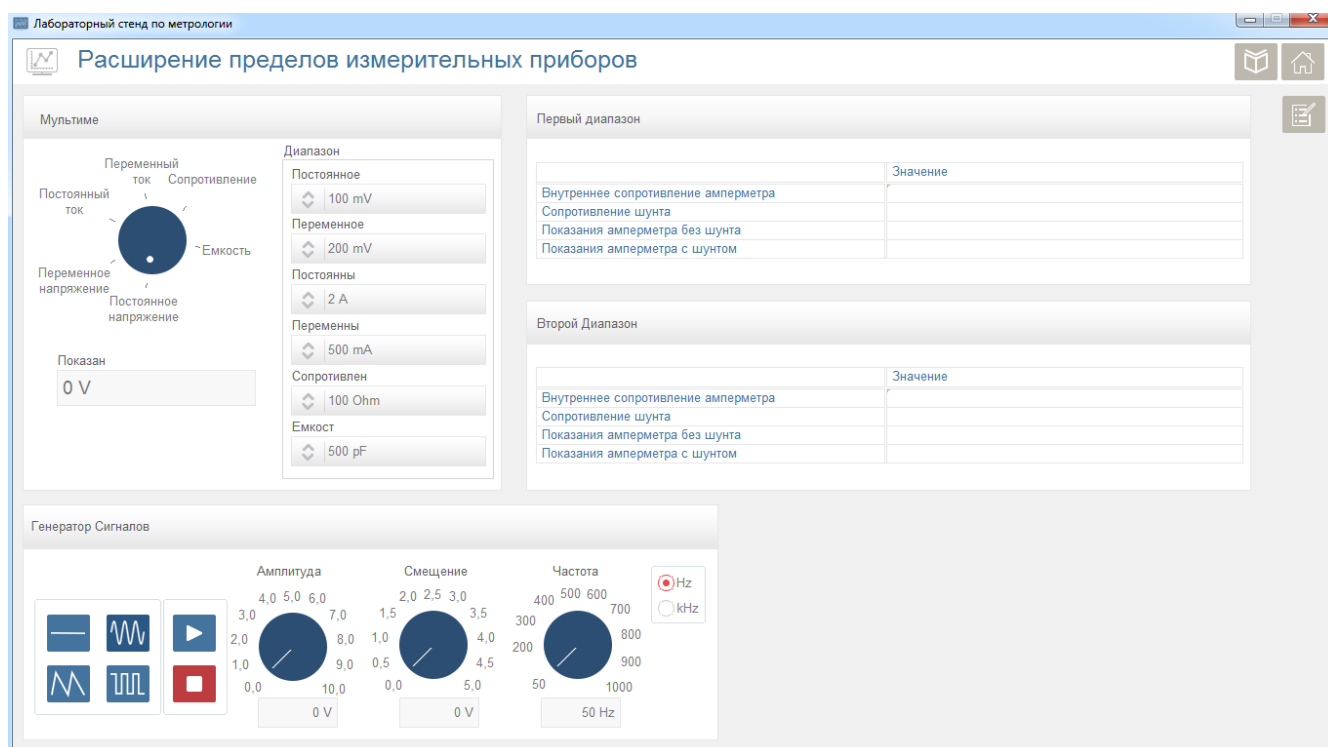 Лабораторный стенд по метрологии
Расширение пределов измерительных приборов
Мультиме
Переменный
ток
Сопротивление
Постоянный
ток
Емкость
Переменное
напряжение
Постоянное
напряжение
Показан
0 V
Диапазон
Постоянное
100 mV
Переменное
200 mV
Постоянны
2 A
Переменны
500 mA
Сопротивлен
100 Ohm
Емкост
500 pF
Первый диапазон
Значение
Внутреннее сопротивление амперметра
Сопротивление шунта
Показания амперметра без шунта
Показания амперметра с шунтом
Второй Диапазон
Значение
Внутреннее сопротивление амперметра
Сопротивление шунта
Показания амперметра без шунта
Показания амперметра с шунтом
Генератор Сигналов
Амплитуда
0,0 1,0 2,0 3,0 4,0 5,0 6,0 7,0 8,0 9,0 10,0
0 V
Смещение
0,0 0,5 1,0 1,5 2,0 2,5 3,0 3,5 4,0 4,5 5,0
0 V
Частота
50 200 300 400 500 600 700 800 900 1000
50 Hz
Hz
kHz